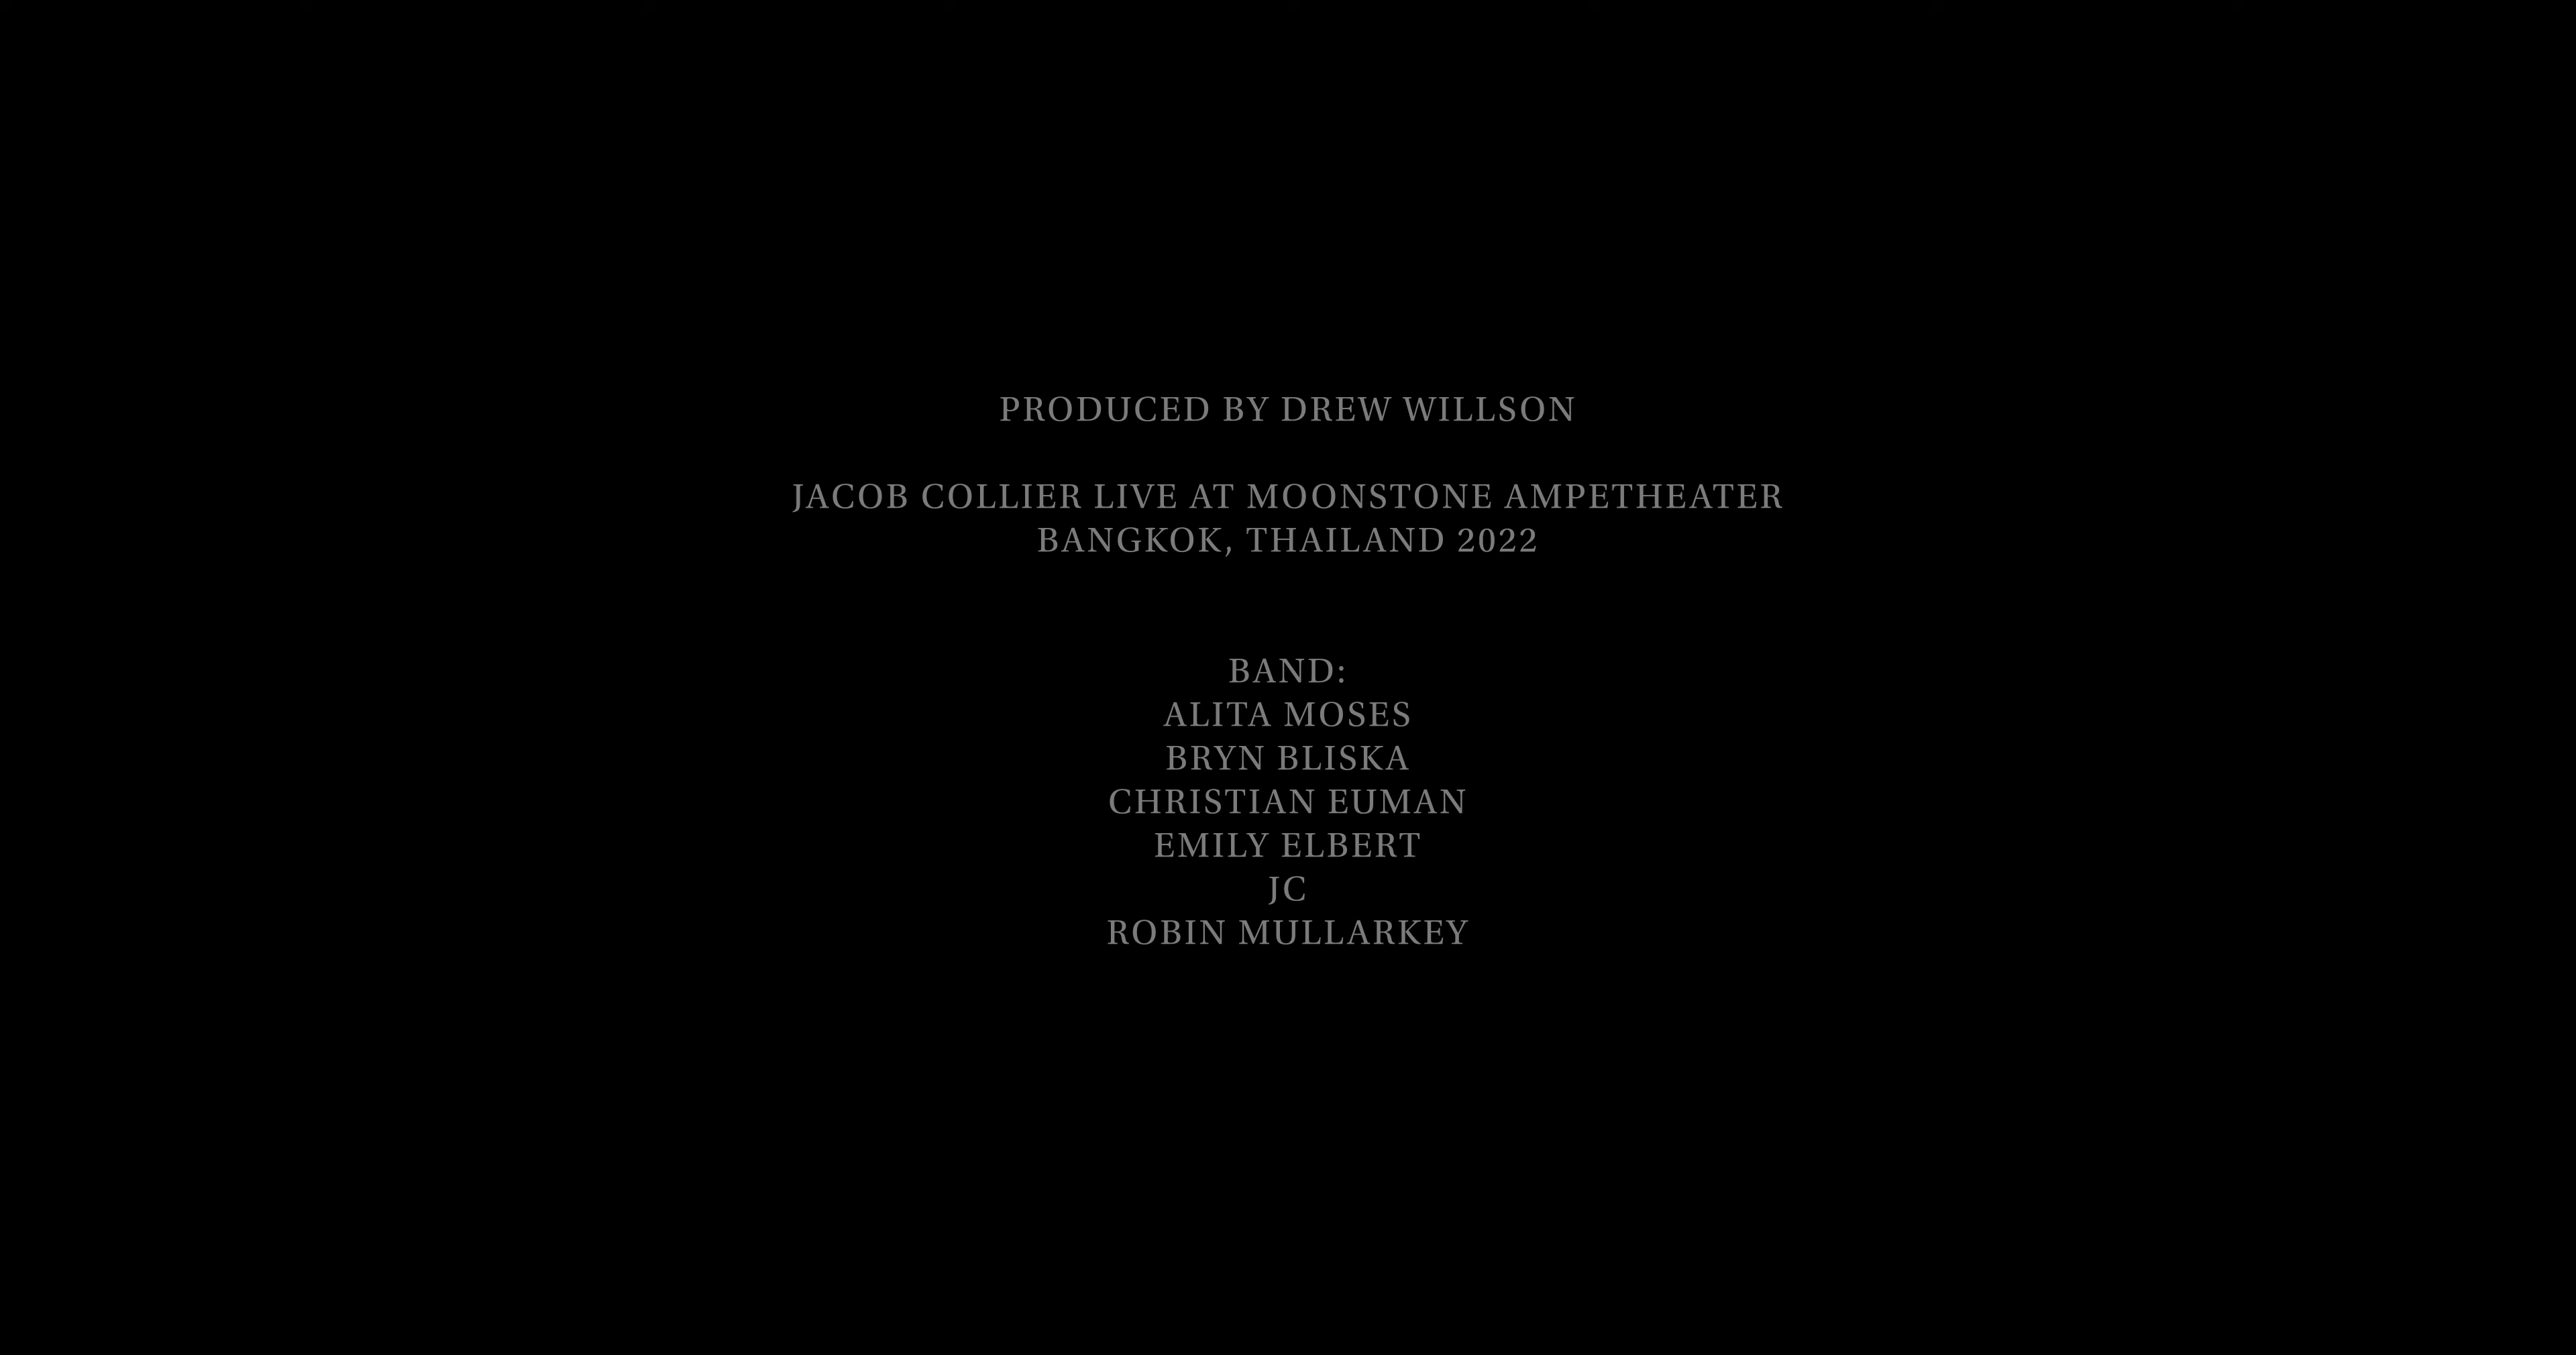 PRODUCED BY DREW WILLSON
JACOB COLLIER LIVE AT MOONSTONE AMPETHEATER
BANGKOK, THAILAND 2022
BAND:
ALITA MOSES
BRYN BLISKA
CHRISTIAN EUMAN
EMILY ELBERT
JC
ROBIN MULLARKEY